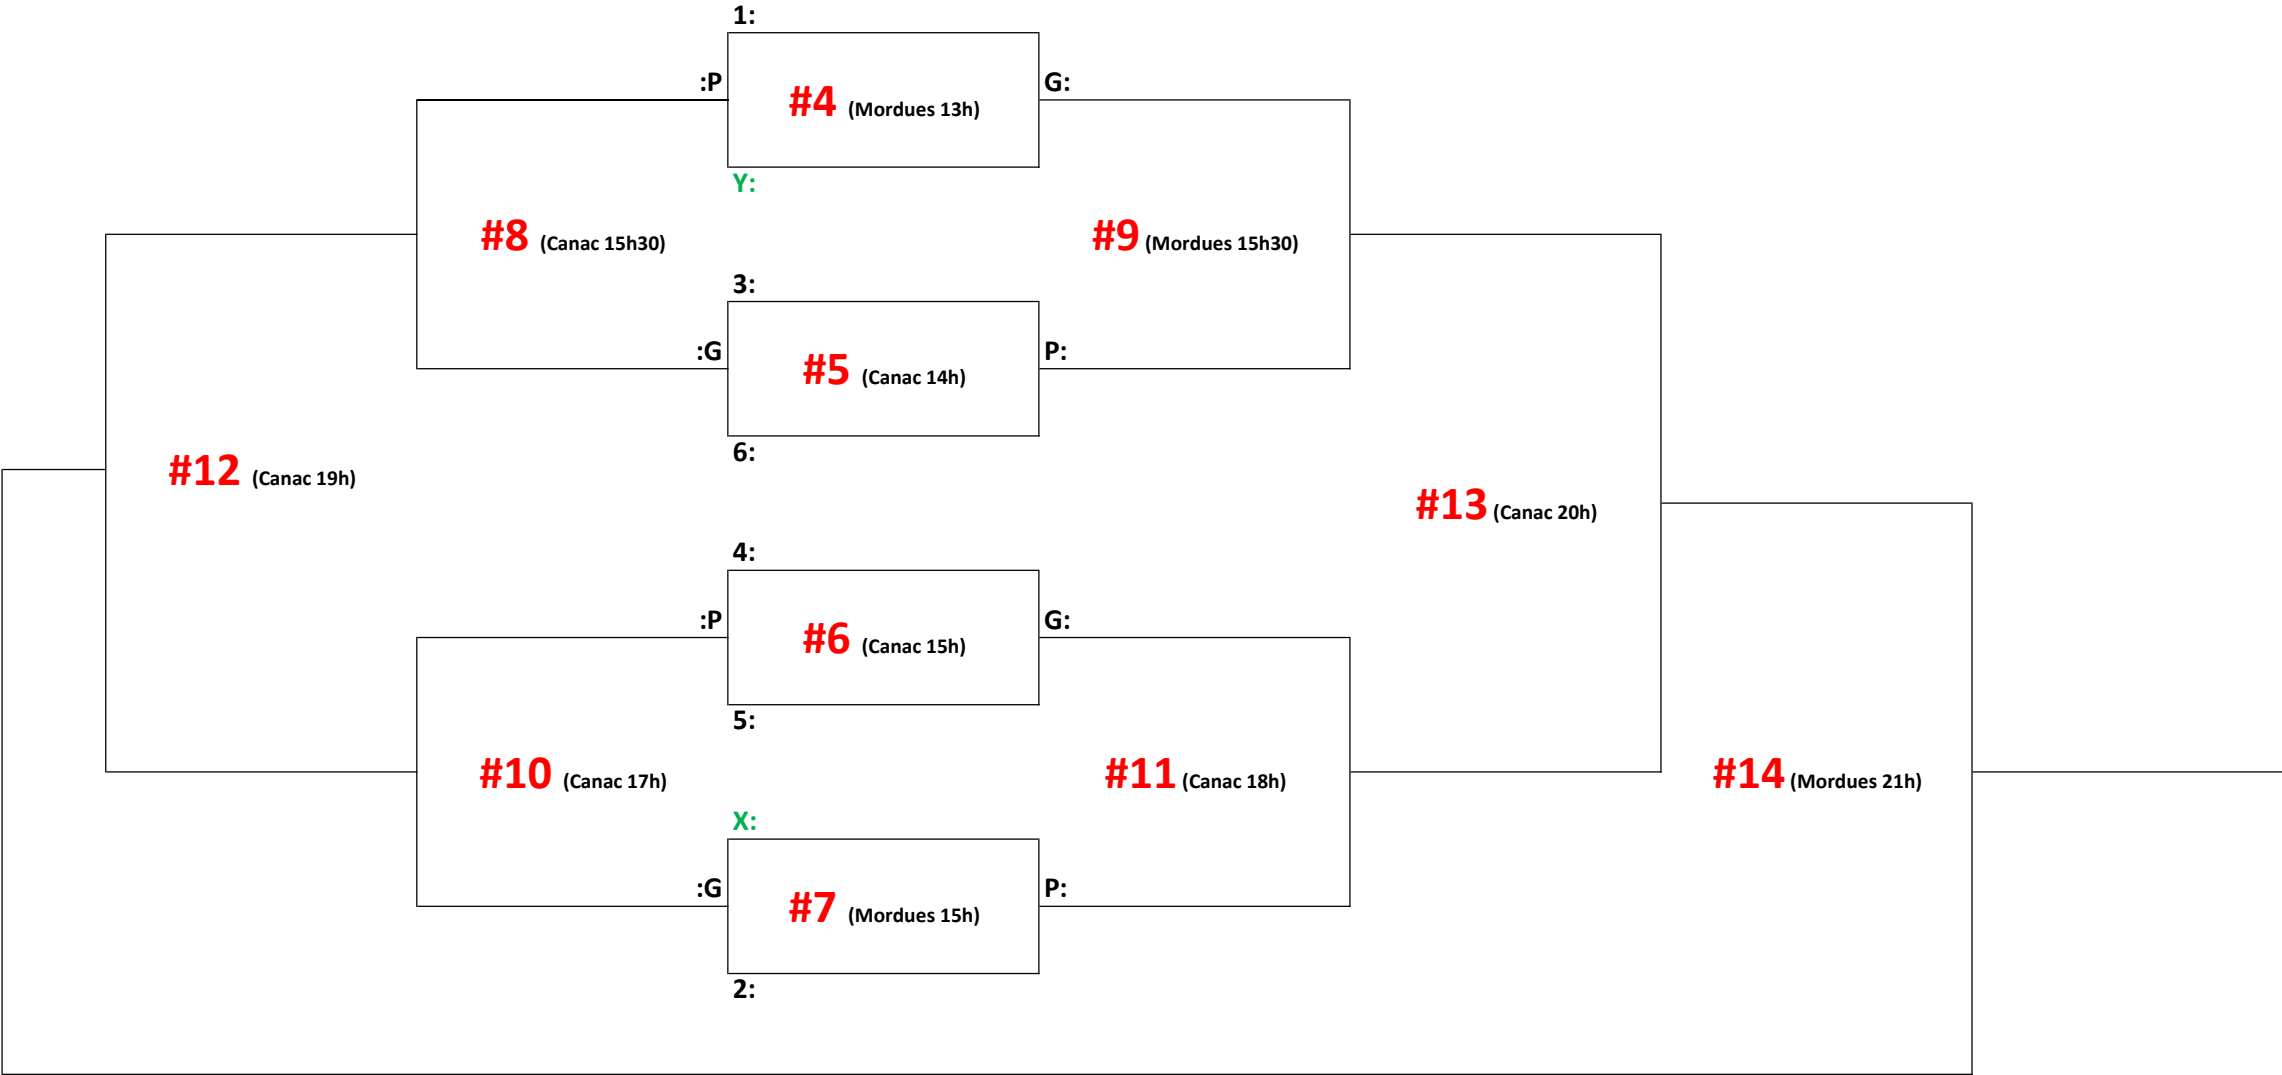 1:
:P
#4 (Mordues 13h)
G:
Y:
#8 (Canac 15h30)
#9 (Mordues 15h30)
3:
:G
#5 (Canac 14h)
P:
6:
#12 (Canac 19h)
#13 (Canac 20h)
4:
:P
#6 (Canac 15h)
G:
5:
#10 (Canac 17h)
#11 (Canac 18h)
#14 (Mordues 21h)
X:
:G
#7 (Mordues 15h)
P:
2: